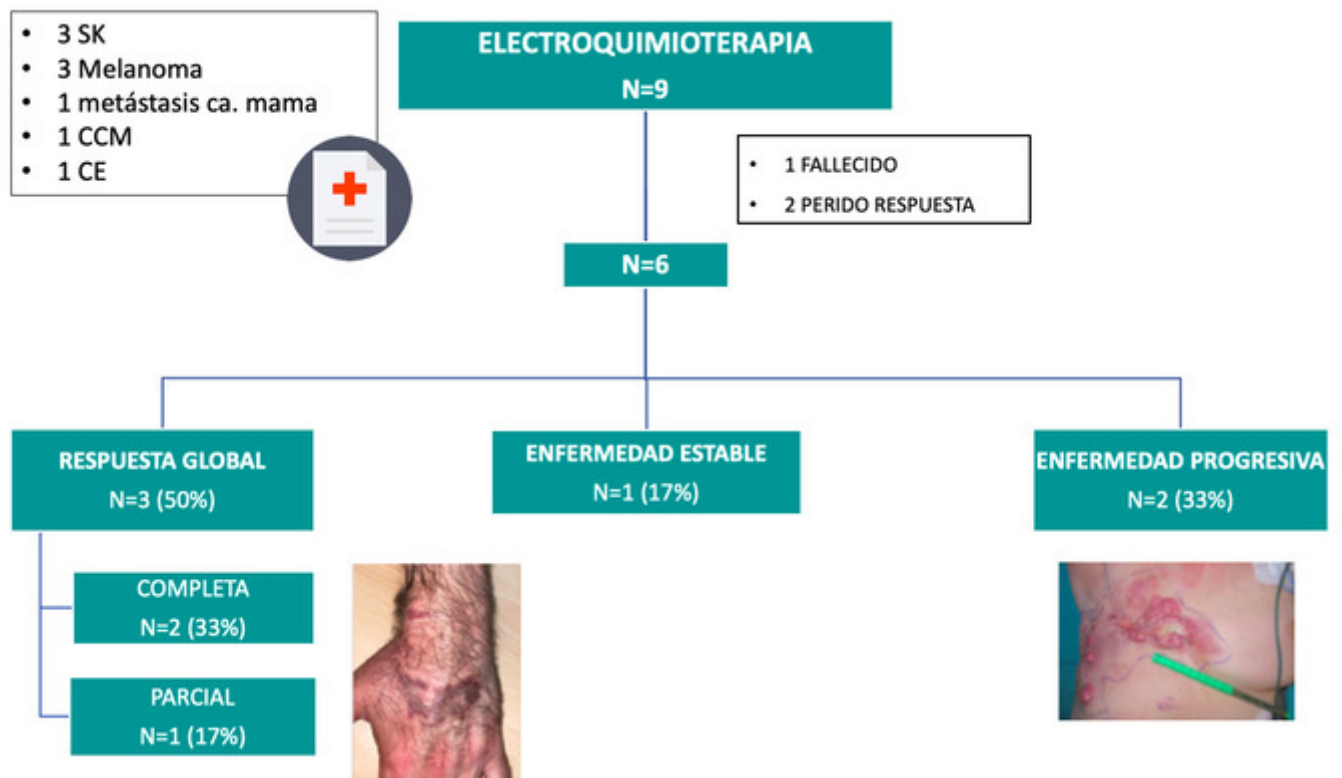 • 3 SK
• 3 Melanoma
• 1 metástasis ca. mama
• 1 CCM
• 1 CE
ELECTROQUIMIOTERAPIA
N=9
• 1 FALLECIDO
• 2 PERIDO RESPUESTA
N=6
RESPUESTA GLOBAL
N=3 (50%)
ENFERMEDAD ESTABLE
N=1 (17%)
ENFERMEDAD PROGRESIVA
N=2 (33%)
COMPLETA
N=2 (33%)
PARCIAL
N=1 (17%)